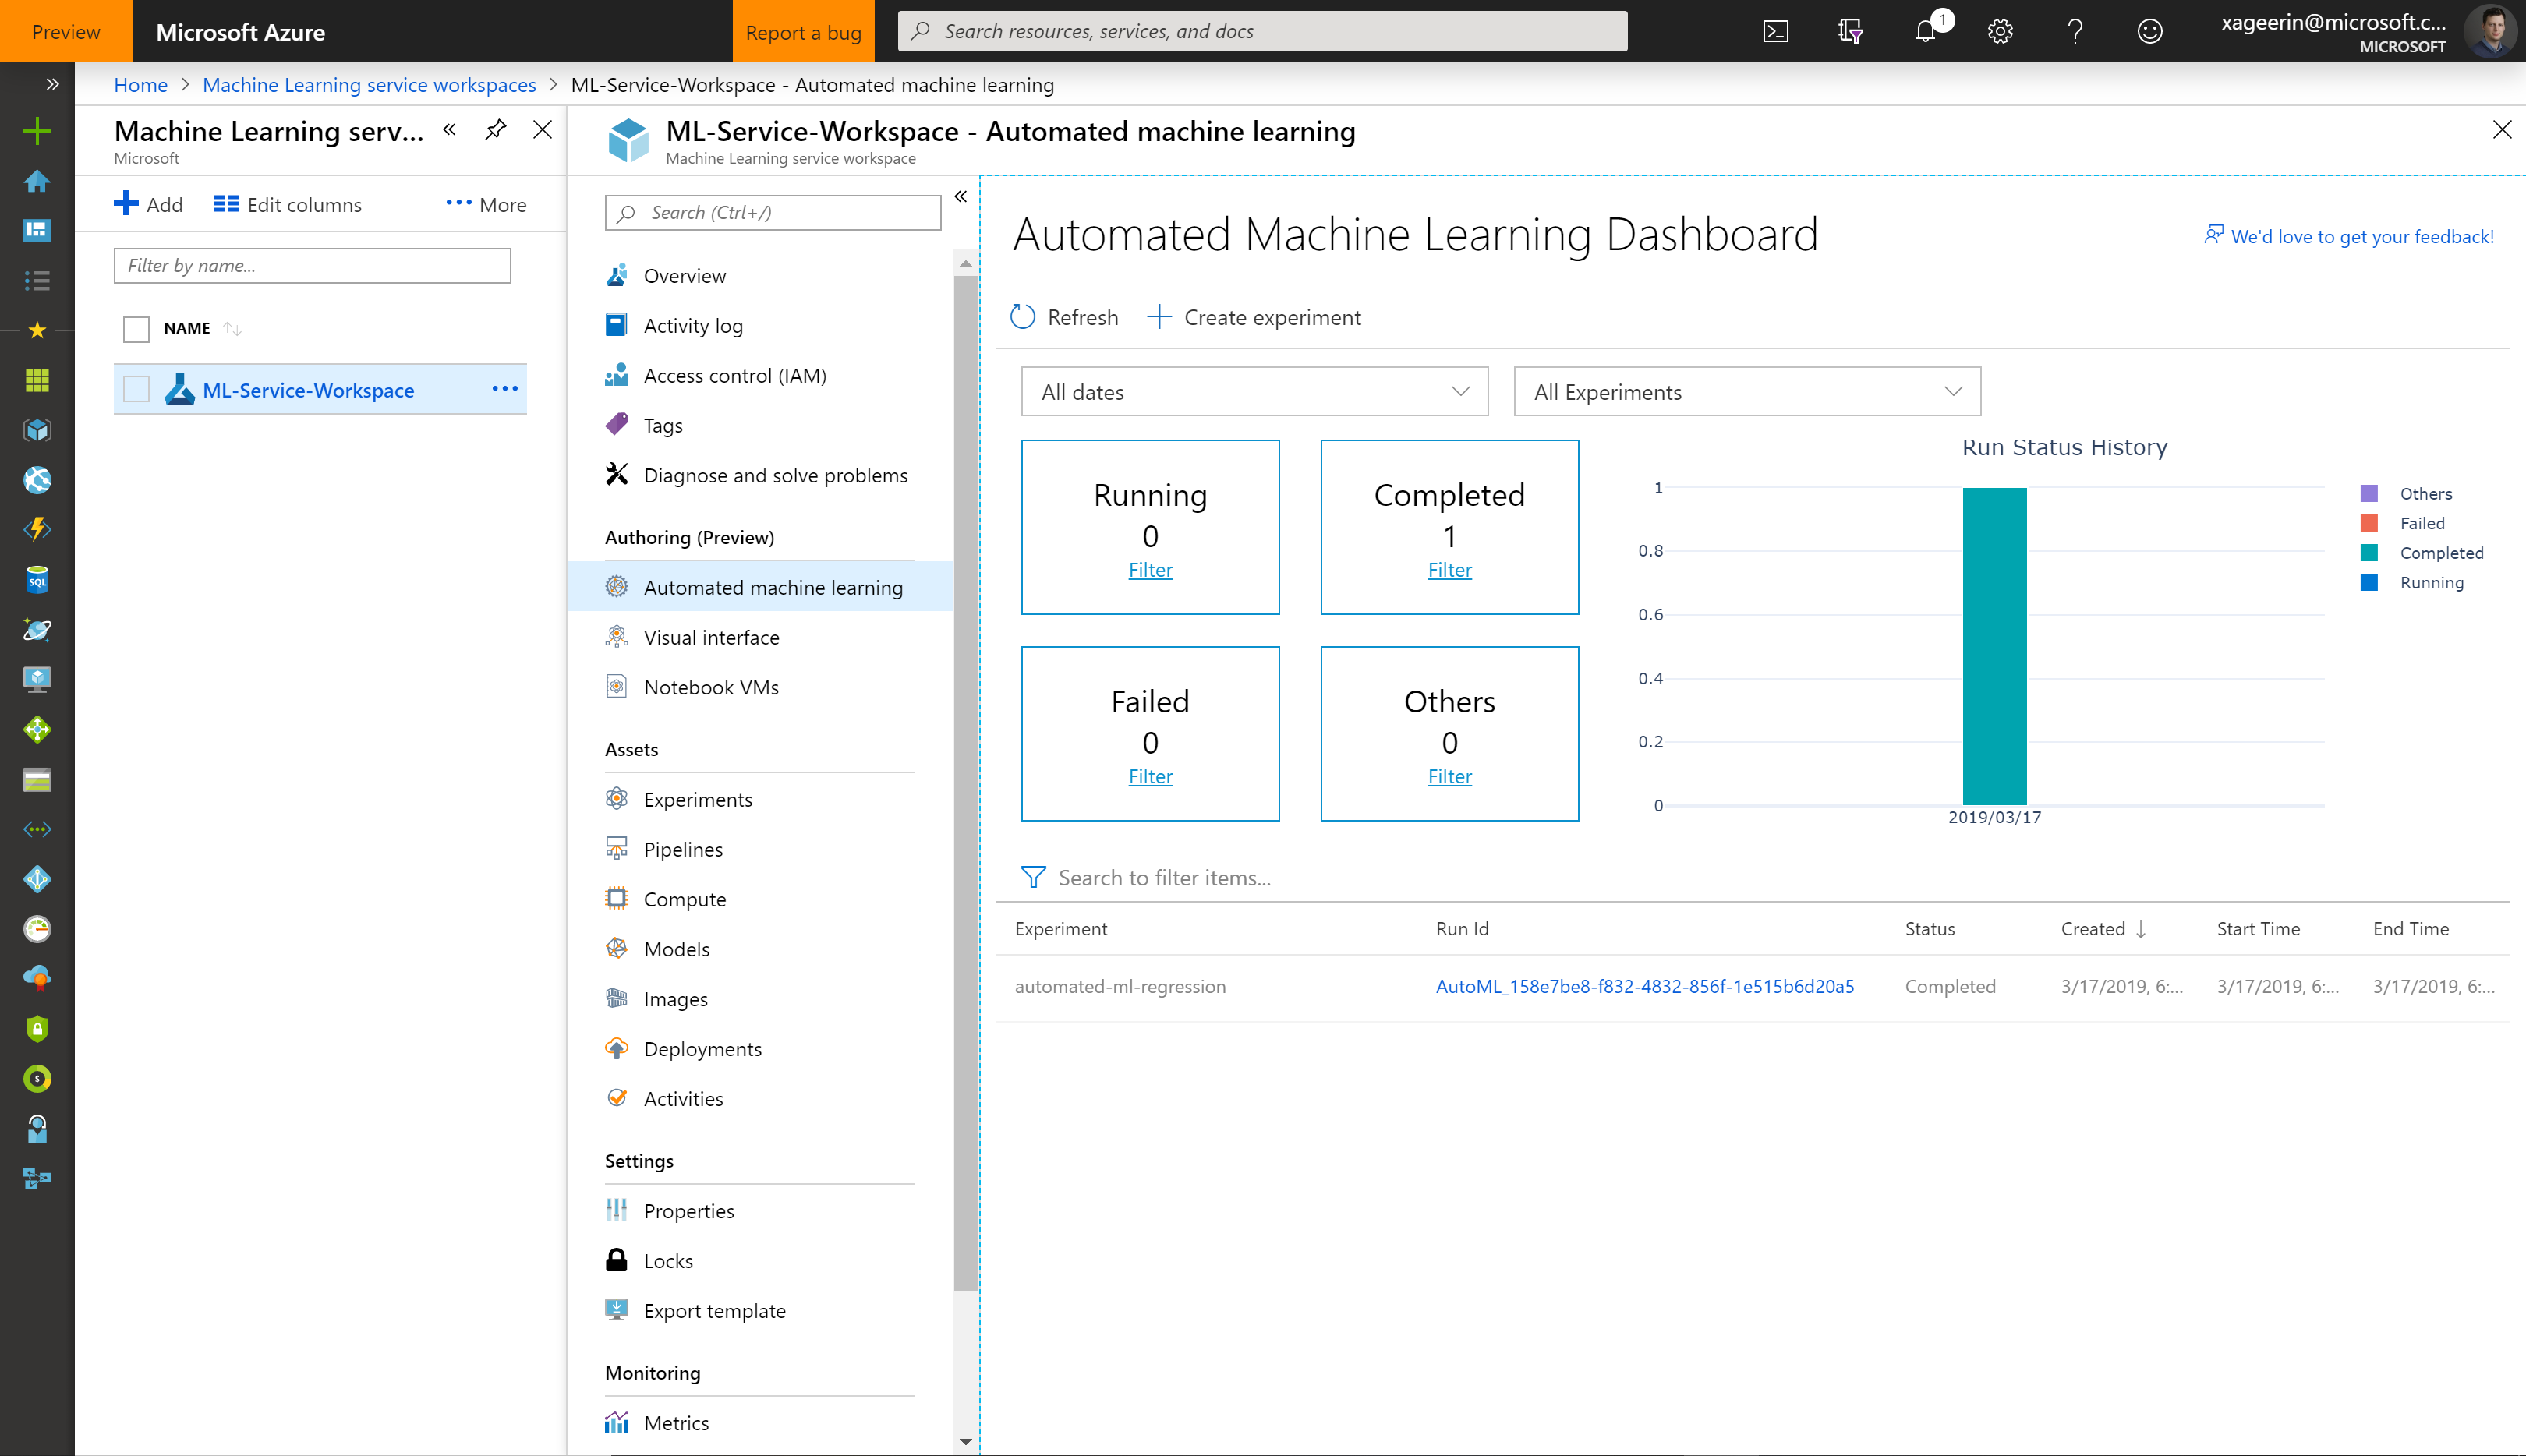 Preview
Microsoft Azure
Report a bug
Search resources, services, and docs
1
xageerin@microsoft.c...
MICROSOFT
Home > Machine Learning service workspaces > ML-Service-Workspace - Automated machine learning
Machine Learning serv...
Microsoft
Add
Edit columns
More
Filter by name...
NAME
ML-Service-Workspace
SQL
$
ML-Service-Workspace - Automated machine learning
Machine Learning service workspace
Search (Ctrl+/)
Overview
Activity log
Access control (IAM)
Tags
Diagnose and solve problems
Authoring (Preview)
Automated machine learning
Visual interface
Notebook VMs
Assets
Experiments
Pipelines
Compute
Models
Images
Deployments
Activities
Settings
Properties
Locks
Export template
Monitoring
Metrics
Automated Machine Learning Dashboard
We'd love to get your feedback!
Refresh
Create experiment
All dates
All Experiments
Running
0
Filter
Completed
1
Filter
Failed
0
Filter
Others
0
Filter
Run Status History
1
0.8
0.6
0.4
0.2
0
2019/03/17
Others
Failed
Completed
Running
Search to filter items...
Experiment Run Id Status Created ↓ Start Time End Time
automated-ml-regression AutoML_158e7be8-f832-4832-856f-1e515b6d20a5 Completed 3/17/2019, 6:... 3/17/2019, 6:... 3/17/2019, 6:...